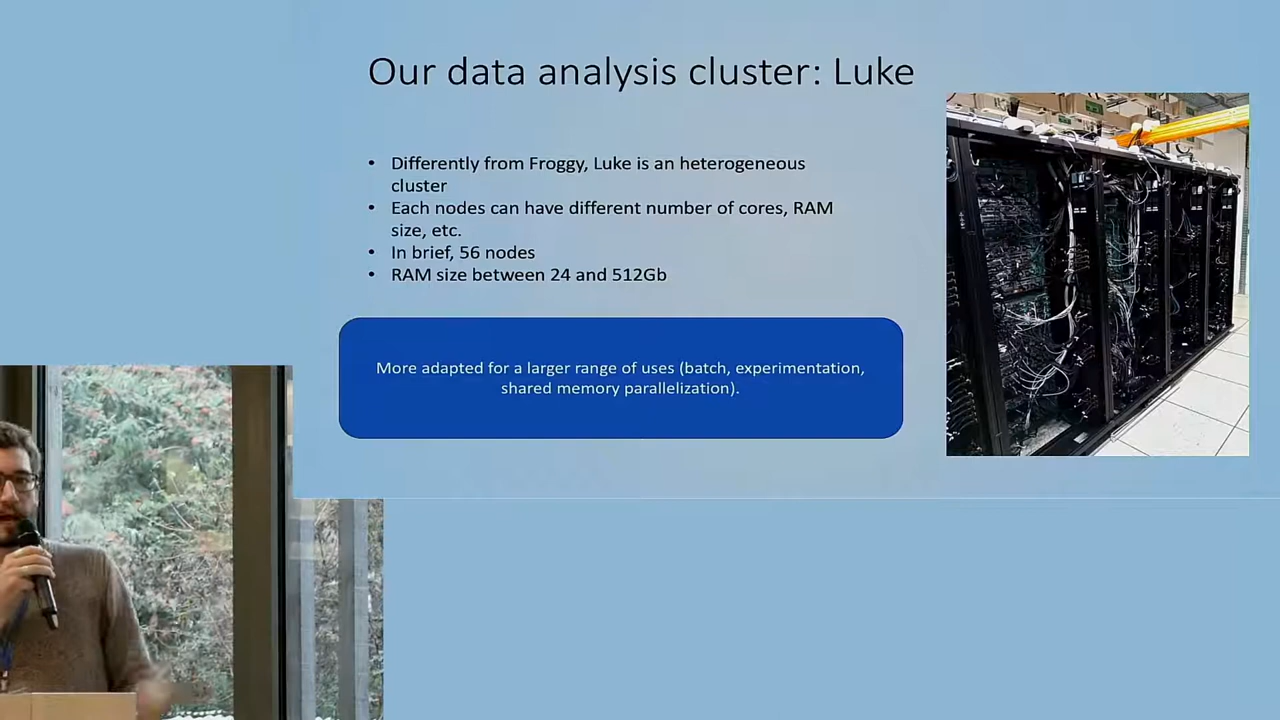 Our data analysis cluster: Luke
• Differently from Froggy, Luke is an heterogeneous
cluster
• Each nodes can have different number of cores, RAM
size, etc.
• In brief, 56 nodes
• RAM size between 24 and 512Gb
More adapted for a larger range of uses (batch, experimentation,
shared memory parallelization).